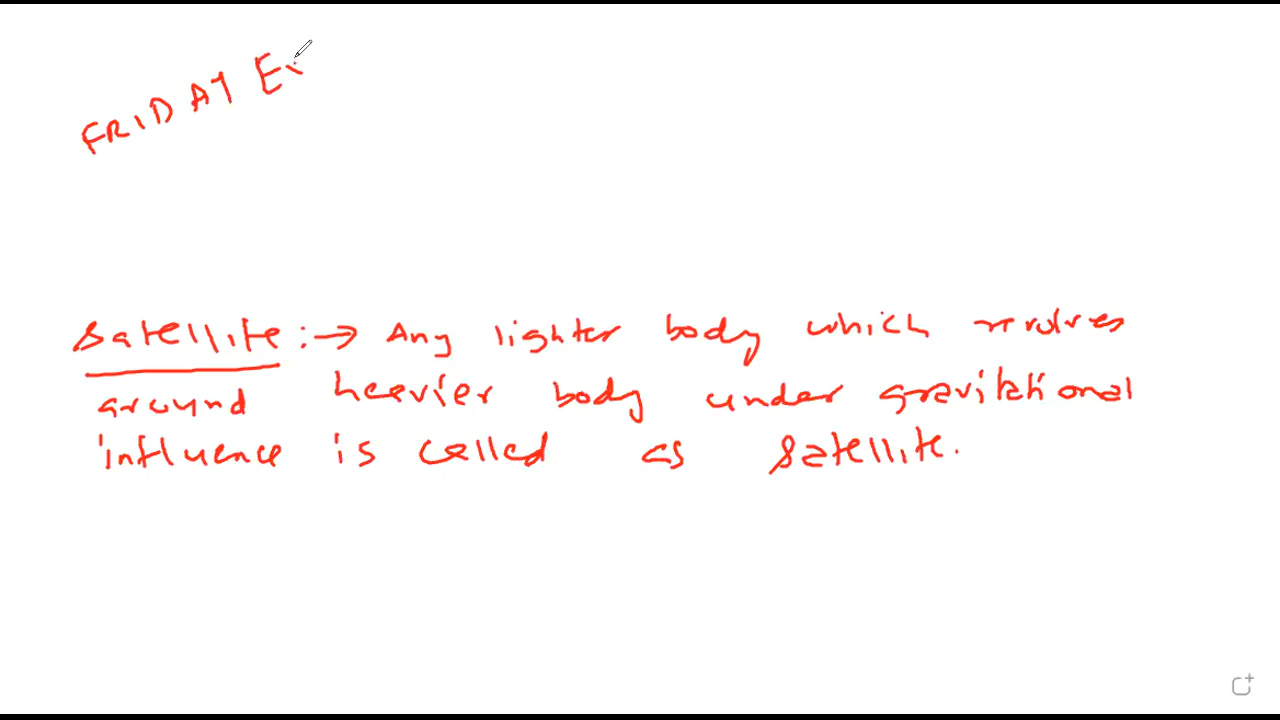 FRIDAY
Satellite :→ Any lighter body which revolves
around heavier body under gravitational
influence is called as satellite.